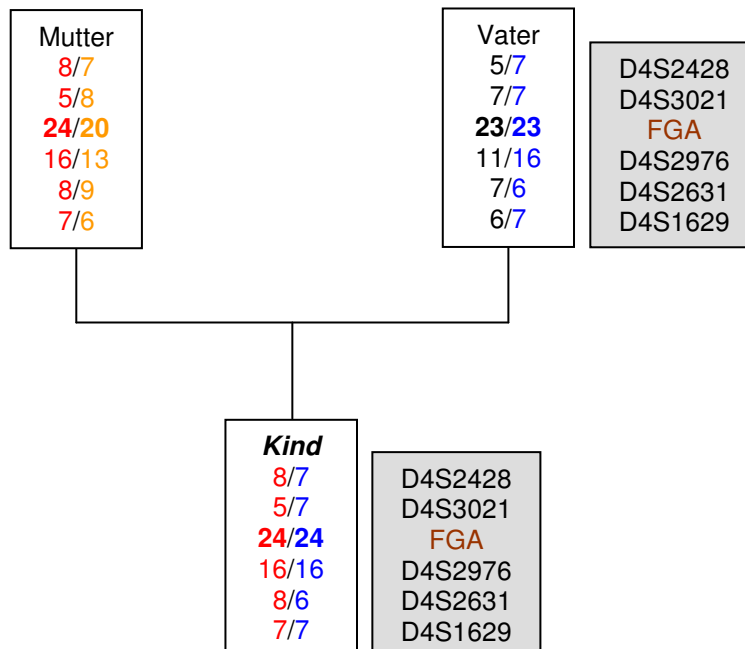 Mutter
8/7
5/8
24/20
16/13
8/9
7/6
Vater
5/7
7/7
23/23
11/16
7/6
6/7
D4S2428
D4S3021
FGA
D4S2976
D4S2631
D4S1629
Kind
8/7
5/7
24/24
16/16
8/6
7/7
D4S2428
D4S3021
FGA
D4S2976
D4S2631
D4S1629